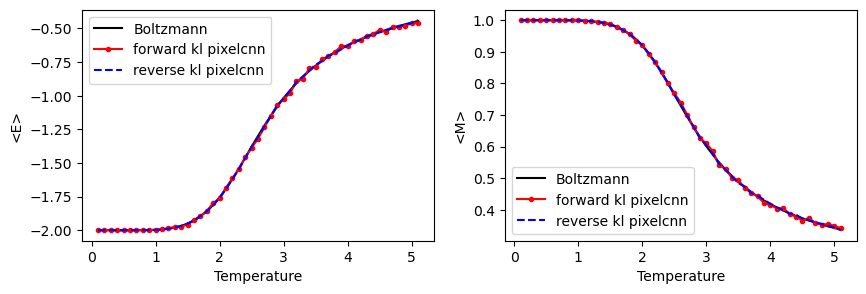 −0.50
−0.75
−1.00
−1.25
−1.50
−1.75
−2.00
<E>
Boltzmann
forward kl pixelcnn
reverse kl pixelcnn
0 1 2 3 4 5
Temperature
1.0
0.9
0.8
0.7
0.6
0.5
0.4
<M>
Boltzmann
forward kl pixelcnn
reverse kl pixelcnn
0 1 2 3 4 5
Temperature